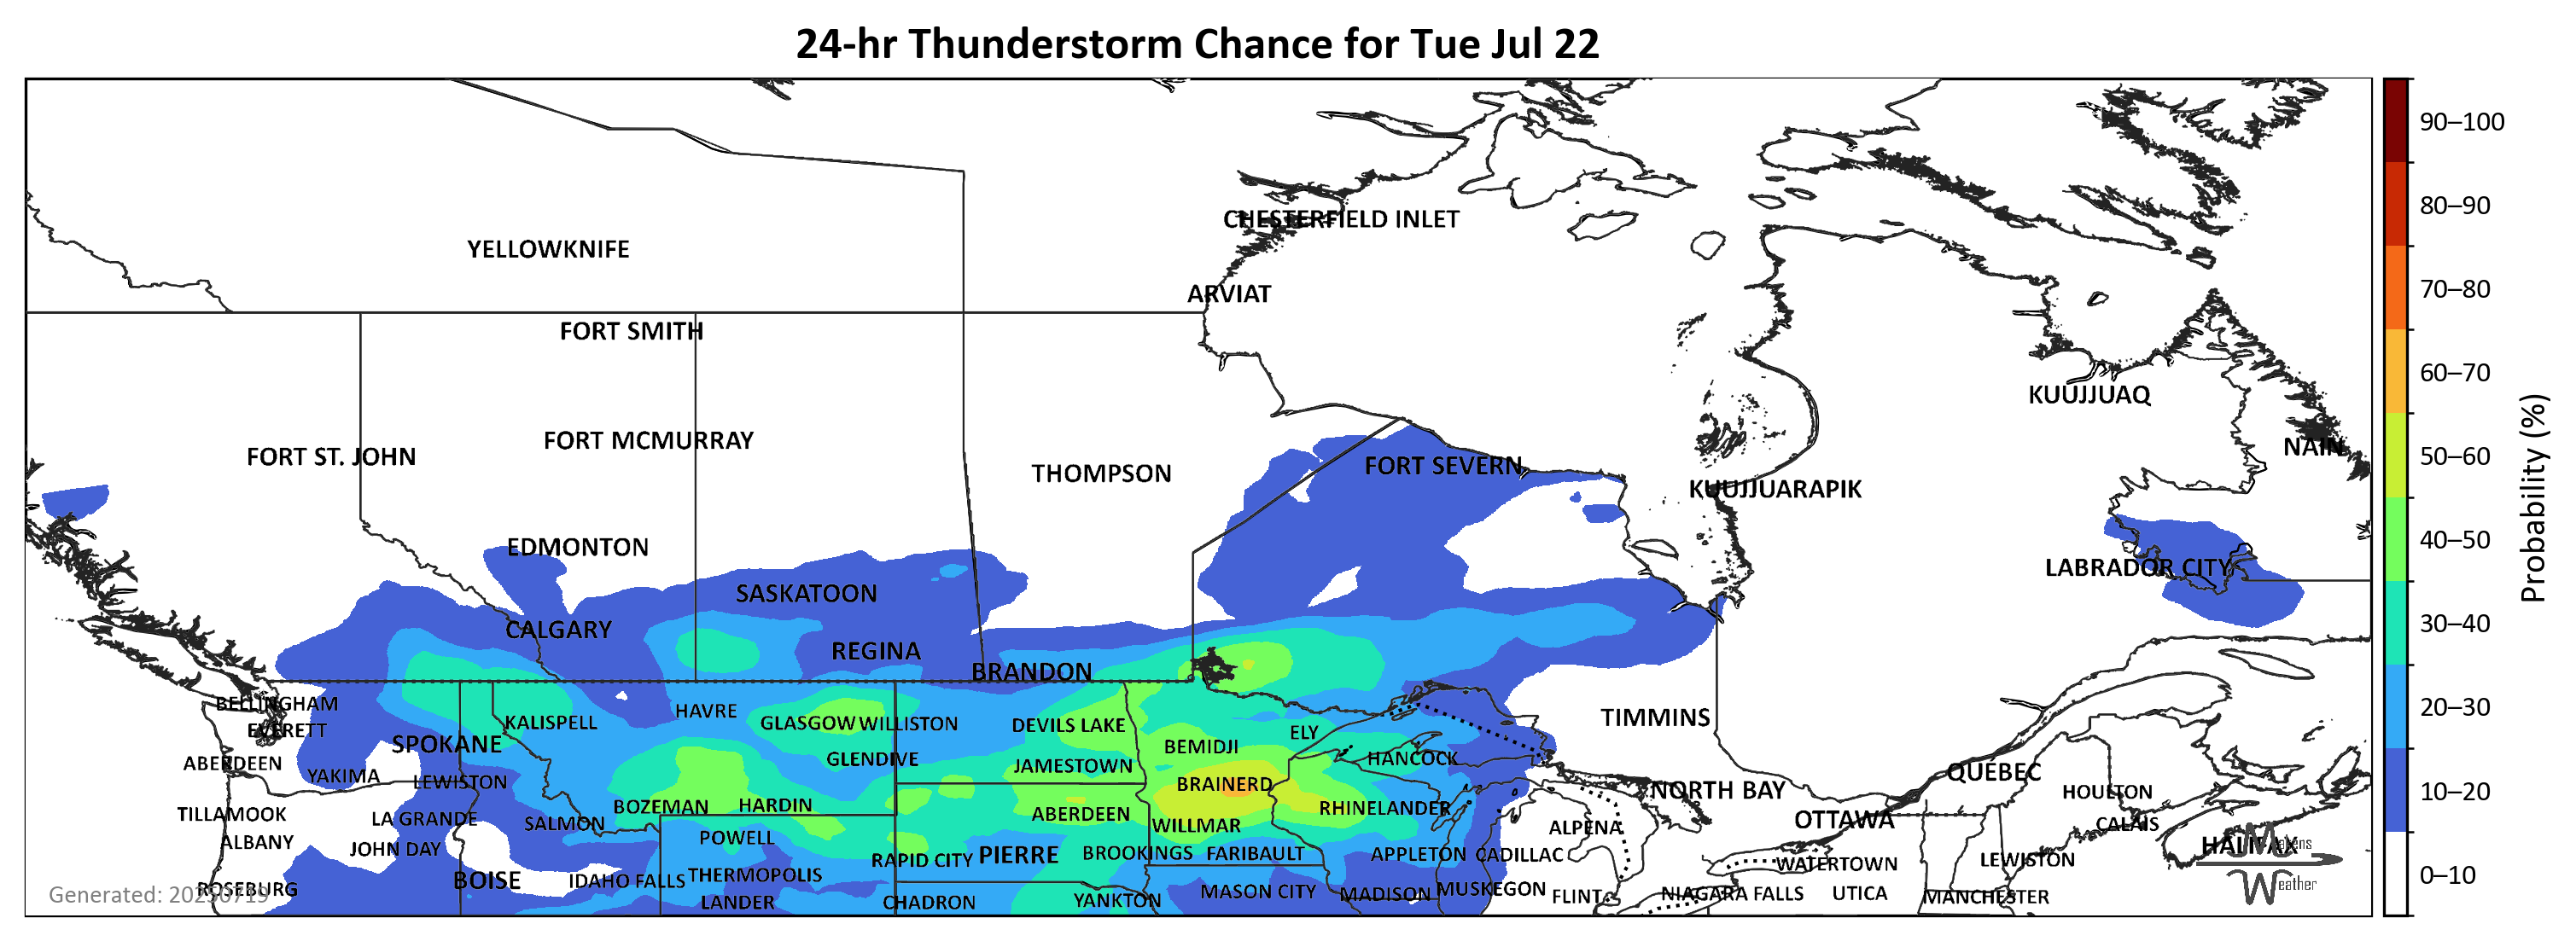 24-hr Thunderstorm Chance for Tue Jul 22
90–100
80–90
CHESTERFIELD INLET
YELLOWKNIFE
70–80
ARVIAT
FORT SMITH
60–70
KUUJJUAQ
FORT MCMURRAY
NAIN
50–60
FORT ST. JOHN
FORT SEVERN
THOMPSON
KUUJJUARAPIK
Probability (%)
40–50
EDMONTON
LABRADOR CITY
SASKATOON
30–40
CALGARY
REGINA
BRANDON
BELLINGHAM
20–30
HAVRE
TIMMINS
KALISPELL
GLASGOW
WILLISTON
DEVILS LAKE
EVERETT
ELY
SPOKANE
BEMIDJI
GLENDIVE
HANCOCK
ABERDEEN
JAMESTOWN
QUÉBEC
YAKIMA
LEWISTON
BRAINERD
NORTH BAY
HOULTON
10–20
BOZEMAN
HARDIN
RHINELANDER
TILLAMOOK
ABERDEEN
LA GRANDE
OTTAWA
SALMON
WILLMAR
ALPENA
CALAIS
POWELL
ALBANY
HALIFAX
Matens
JOHN DAY
BROOKINGS
FARIBAULT
APPLETON
CADILLAC
PIERRE
RAPID CITY
LEWISTON
WATERTOWN
THERMOPOLIS
0–10
BOISE
IDAHO FALLS
Weather
ROSEBURG
MASON CITY
MADISON
MUSKEGON
NIAGARA FALLS
UTICA
Generated: 20250719
FLINT
MANCHESTER
LANDER
CHADRON
YANKTON